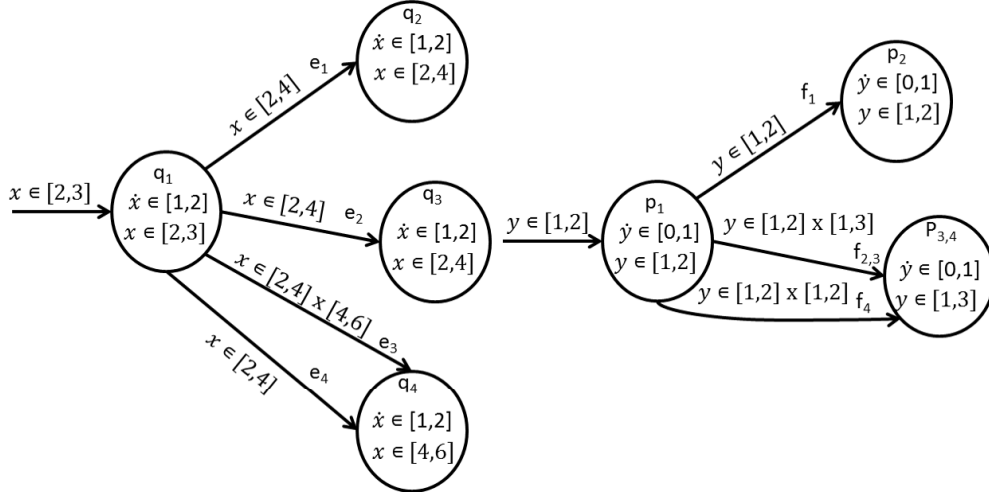 x ∈ [2,3]
q₁
ẋ ∈ [1,2]
x ∈ [2,3]
x ∈ [2,4]
e₁
q₂
ẋ ∈ [1,2]
x ∈ [2,4]
x ∈ [2,4]
e₂
q₃
ẋ ∈ [1,2]
x ∈ [2,4]
x ∈ [2,4] x [4,6]
e₃
x ∈ [2,4]
e₄
q₄
ẋ ∈ [1,2]
x ∈ [4,6]
y ∈ [1,2]
p₁
ẏ ∈ [0,1]
y ∈ [1,2]
y ∈ [1,2]
f₁
p₂
ẏ ∈ [0,1]
y ∈ [1,2]
y ∈ [1,2] x [1,3]
f₂,₃
y ∈ [1,2] x [1,2]
f₄
P₃,₄
ẏ ∈ [0,1]
y ∈ [1,3]